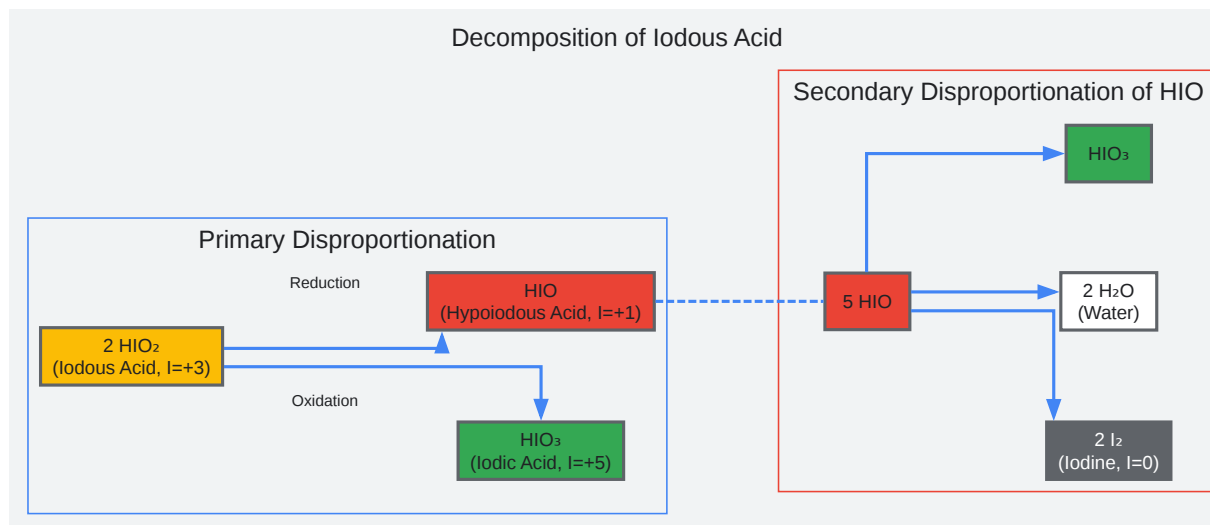 Decomposition of Iodous Acid
Secondary Disproportionation of HIO
HIO₃
Primary Disproportionation
Reduction
HIO
(Hypoiodous Acid, I=+1)
5 HIO
2 H₂O
(Water)
2 HIO₂
(Iodous Acid, I=+3)
Oxidation
HIO₃
(Iodic Acid, I=+5)
2 I₂
(Iodine, I=0)